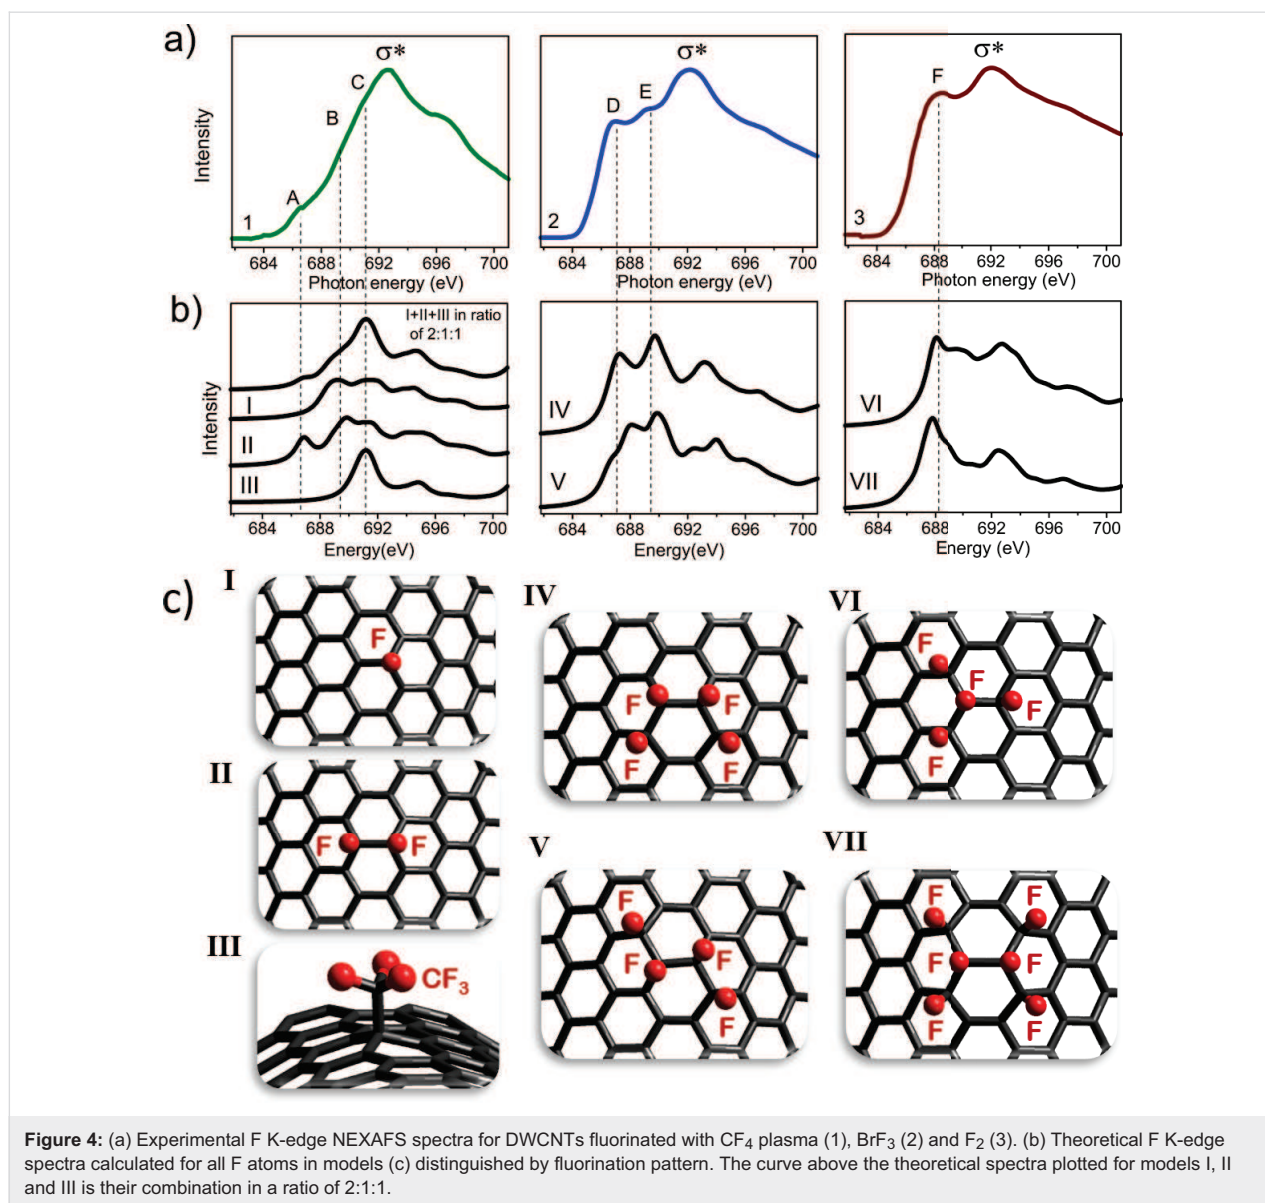 a)
σ*
C
B
A
1
Intensity
684 688 692 696 700
Photon energy (eV)
σ*
D
E
2
684 688 692 696 700
Photon energy (eV)
σ*
F
3
684 688 692 696 700
Photon energy (eV)
b)
I+II+III in ratio
of 2:1:1
I
II
III
Intensity
684 688 692 696 700
Energy(eV)
IV
V
684 688 692 696 700
Energy(eV)
VI
VII
684 688 692 696 700
Energy(eV)
c)
I
F
II
F F
III
CF3
IV
F F
F F
V
F
F F
F
VI
F
F
F
F
VII
F F
F F
F F
Figure 4: (a) Experimental F K-edge NEXAFS spectra for DWCNTs fluorinated with CF4 plasma (1), BrF3 (2) and F2 (3). (b) Theoretical F K-edge
spectra calculated for all F atoms in models (c) distinguished by fluorination pattern. The curve above the theoretical spectra plotted for models I, II
and III is their combination in a ratio of 2:1:1.